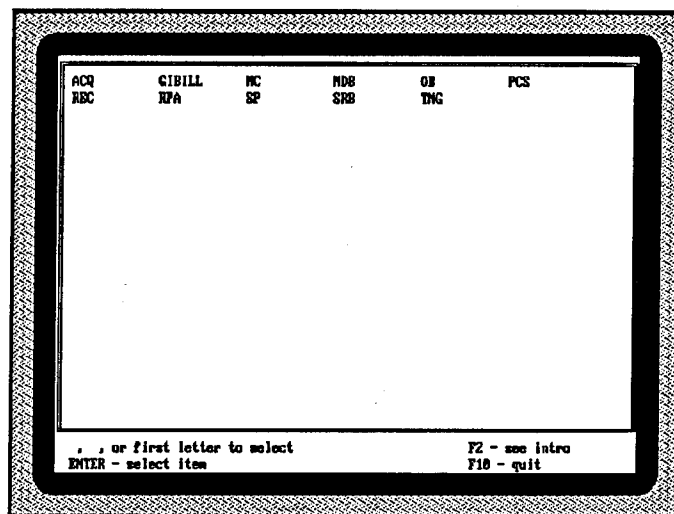 ACQ GIBILL MC MDB OB PCS
REC RPA SP SRB TNG
, , or first letter to select F2 - see intro
ENTER - select item F10 - quit